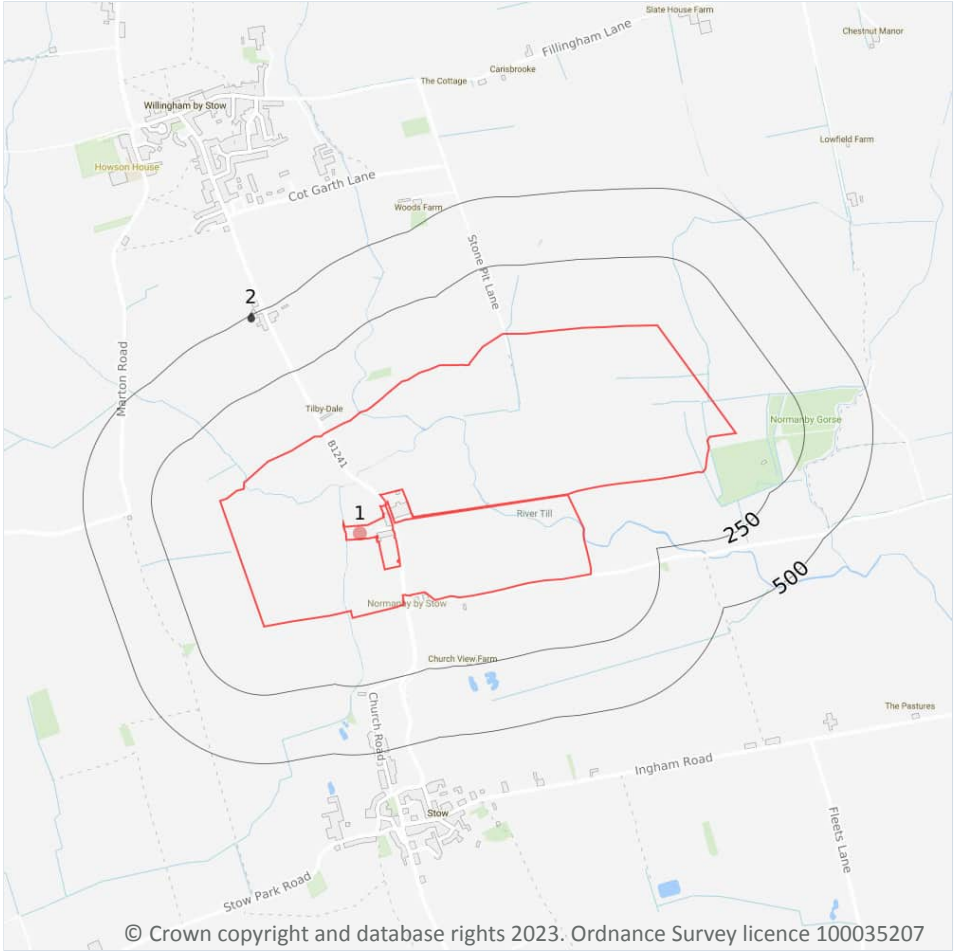 Slate House Farm
Chestnut Manor
Fillingham Lane
Carisbrooke
The Cottage
Willingham by Stow
Lowfield Farm
Howson House
Cot Garth Lane
Woods Farm
Stone Pit Lane
2
Marton Road
Tilby-Dale
Normanby Gorse
B1241
1
River Till
250
500
Normanby by Stow
Church View Farm
Church Road
The Pastures
Ingham Road
Stow
Fleets Lane
Stow Park Road
© Crown copyright and database rights 2023. Ordnance Survey licence 100035207